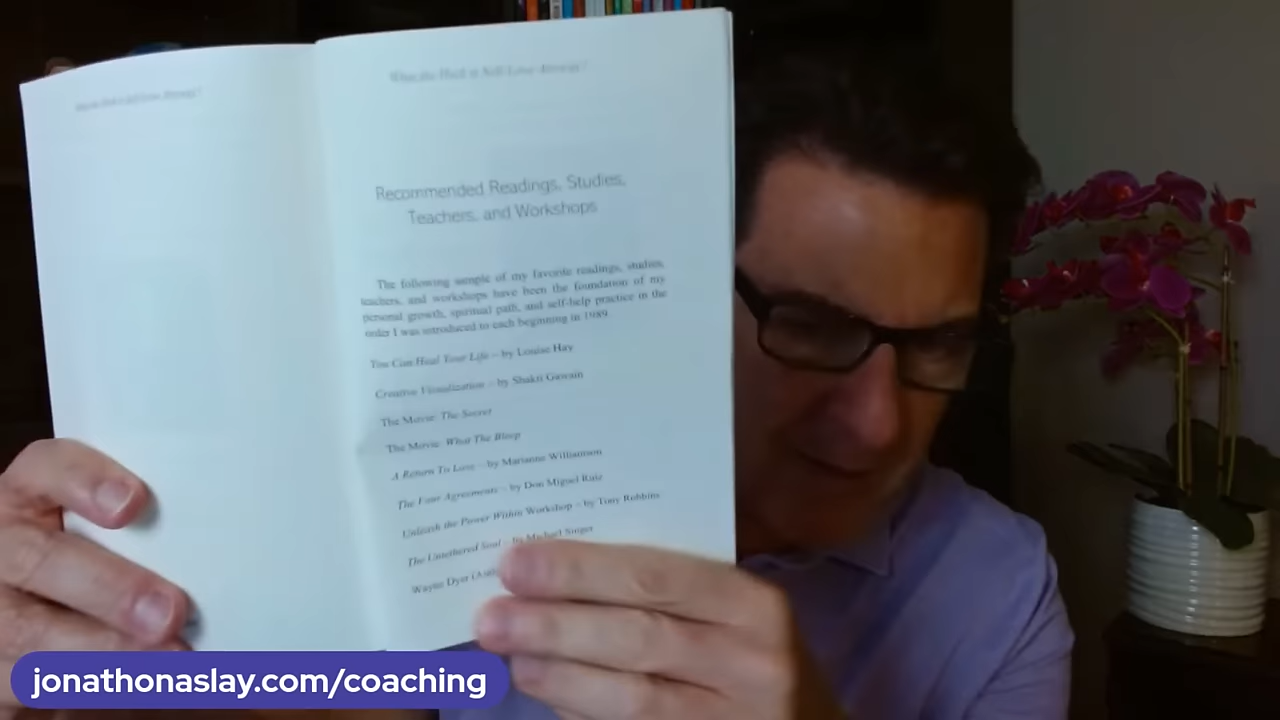 What the Heck is Self-Love Anyway?
Recommended Readings, Studies,
Teachers, and Workshops
The following sample of my favorite readings, studies,
teachers, and workshops have been the foundation of my
personal growth, spiritual path, and self-help practice in the
order I was introduced to each beginning in 1989.
You Can Heal Your Life – by Louise Hay
Creative Visualization – by Shakti Gawain
The Movie: The Secret
The Movie: What The Bleep
A Return To Love – by Marianne Williamson
The Four Agreements – by Don Miguel Ruiz
Unleash the Power Within Workshop – by Tony Robbins
The Untethered Soul – by Michael Singer
Wayne Dyer
jonathonaslay.com/coaching